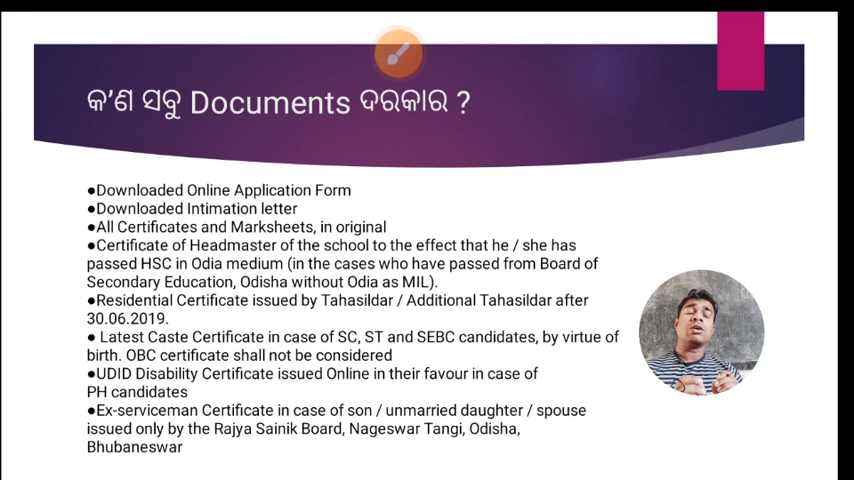 କ'ଣ ସବୁ Documents ଦରକାର ?
●Downloaded Online Application Form
●Downloaded Intimation letter
●All Certificates and Marksheets, in original
●Certificate of Headmaster of the school to the effect that he / she has
passed HSC in Odia medium (in the cases who have passed from Board of
Secondary Education, Odisha without Odia as MIL).
●Residential Certificate issued by Tahasildar / Additional Tahasildar after
30.06.2019.
● Latest Caste Certificate in case of SC, ST and SEBC candidates, by virtue of
birth. OBC certificate shall not be considered
●UDID Disability Certificate issued Online in their favour in case of
PH candidates
●Ex-serviceman Certificate in case of son / unmarried daughter / spouse
issued only by the Rajya Sainik Board, Nageswar Tangi, Odisha,
Bhubaneswar